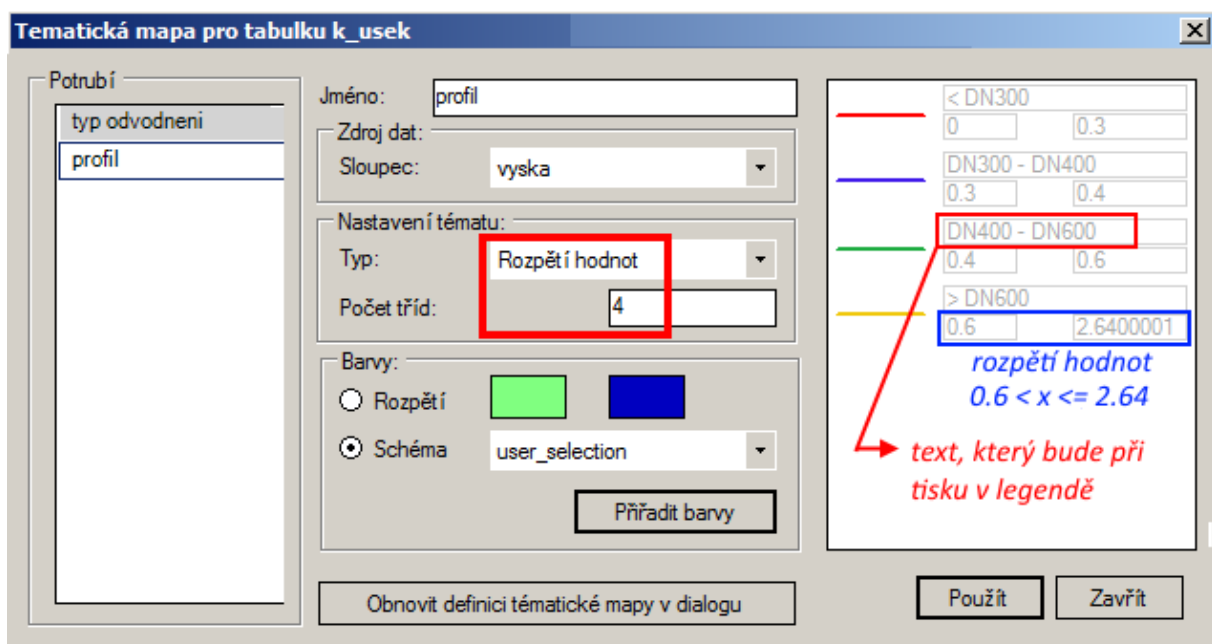 Tematická mapa pro tabulku k_usek
Potrubí
typ odvodneni
profil
Jméno: profil
Zdroj dat:
Sloupec: vyska
Nastavení tématu:
Typ: Rozpětí hodnot
Počet tříd: 4
Barvy:
Rozpětí
Schéma user_selection
Přiřadit barvy
Obnovit definici tématické mapy v dialogu
< DN300
0 0.3
DN300 - DN400
0.3 0.4
DN400 - DN600
0.4 0.6
> DN600
0.6 2.6400001
rozpětí hodnot
0.6 < x <= 2.64
text, který bude při
tisku v legendě
Použít Zavřít